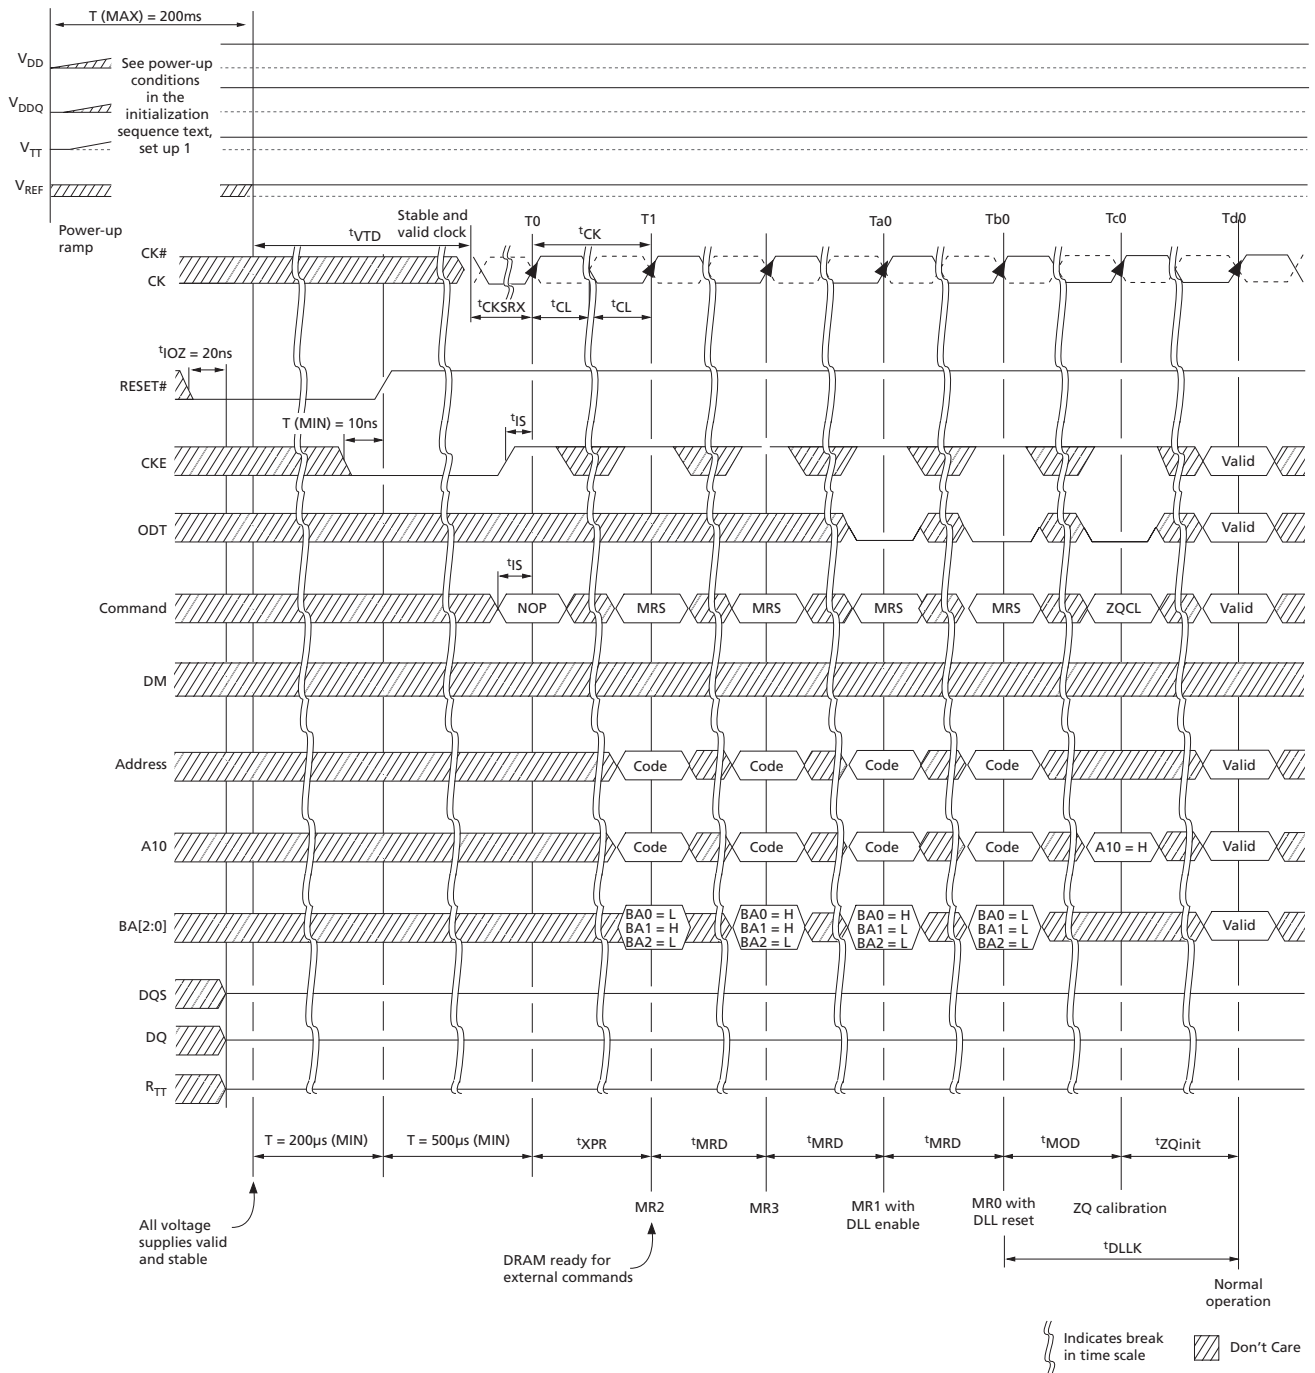 T (MAX) = 200ms
VDD
See power-up
conditions
in the
initialization
sequence text,
set up 1
VDDQ
VTT
VREF
Power-up
ramp
Stable and
valid clock
T0
T1
Ta0
Tb0
Tc0
Td0
tVTD
tCK
CK#
CK
tCKSRX
tCL
tCL
tIOZ = 20ns
RESET#
T (MIN) = 10ns
tIS
CKE
Valid
ODT
Valid
tIS
Command
NOP
MRS
MRS
MRS
MRS
ZQCL
Valid
DM
Address
Code
Code
Code
Code
Valid
A10
Code
Code
Code
Code
A10 = H
Valid
BA[2:0]
BA0 = L
BA1 = H
BA2 = L
BA0 = H
BA1 = H
BA2 = L
BA0 = H
BA1 = L
BA2 = L
BA0 = L
BA1 = L
BA2 = L
Valid
DQS
DQ
RTT
T = 200µs (MIN)
T = 500µs (MIN)
tXPR
tMRD
tMRD
tMRD
tMOD
tZQinit
MR2
MR3
MR1 with
DLL enable
MR0 with
DLL reset
ZQ calibration
All voltage
supplies valid
and stable
DRAM ready for
external commands
tDLLK
Normal
operation
Indicates break
in time scale
Don't Care